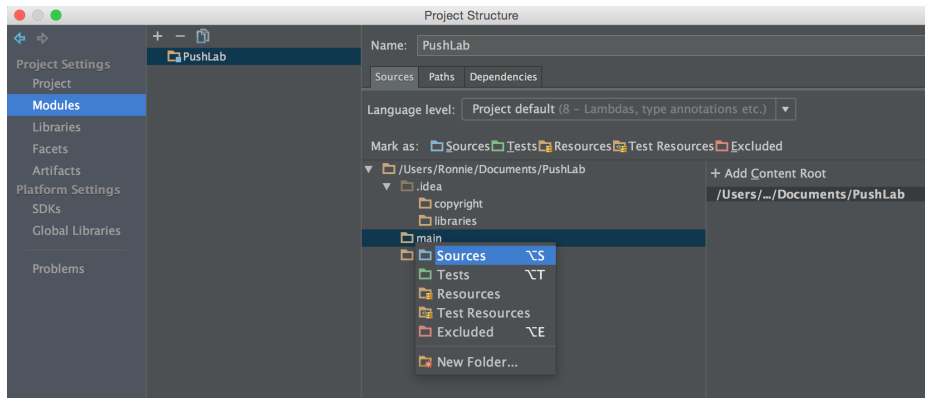 Project Structure
Project Settings
Project
Modules
Libraries
Facets
Artifacts
Platform Settings
SDKs
Global Libraries
Problems
PushLab
Name: PushLab
Sources Paths Dependencies
Language level: Project default (8 – Lambdas, type annotations etc.)
Mark as: Sources Tests Resources Test Resources Excluded
/Users/Ronnie/Documents/PushLab
.idea
copyright
libraries
main
Sources ⌥S
Tests ⌥T
Resources
Test Resources
Excluded ⌥E
New Folder...
+ Add Content Root
/Users/.../Documents/PushLab